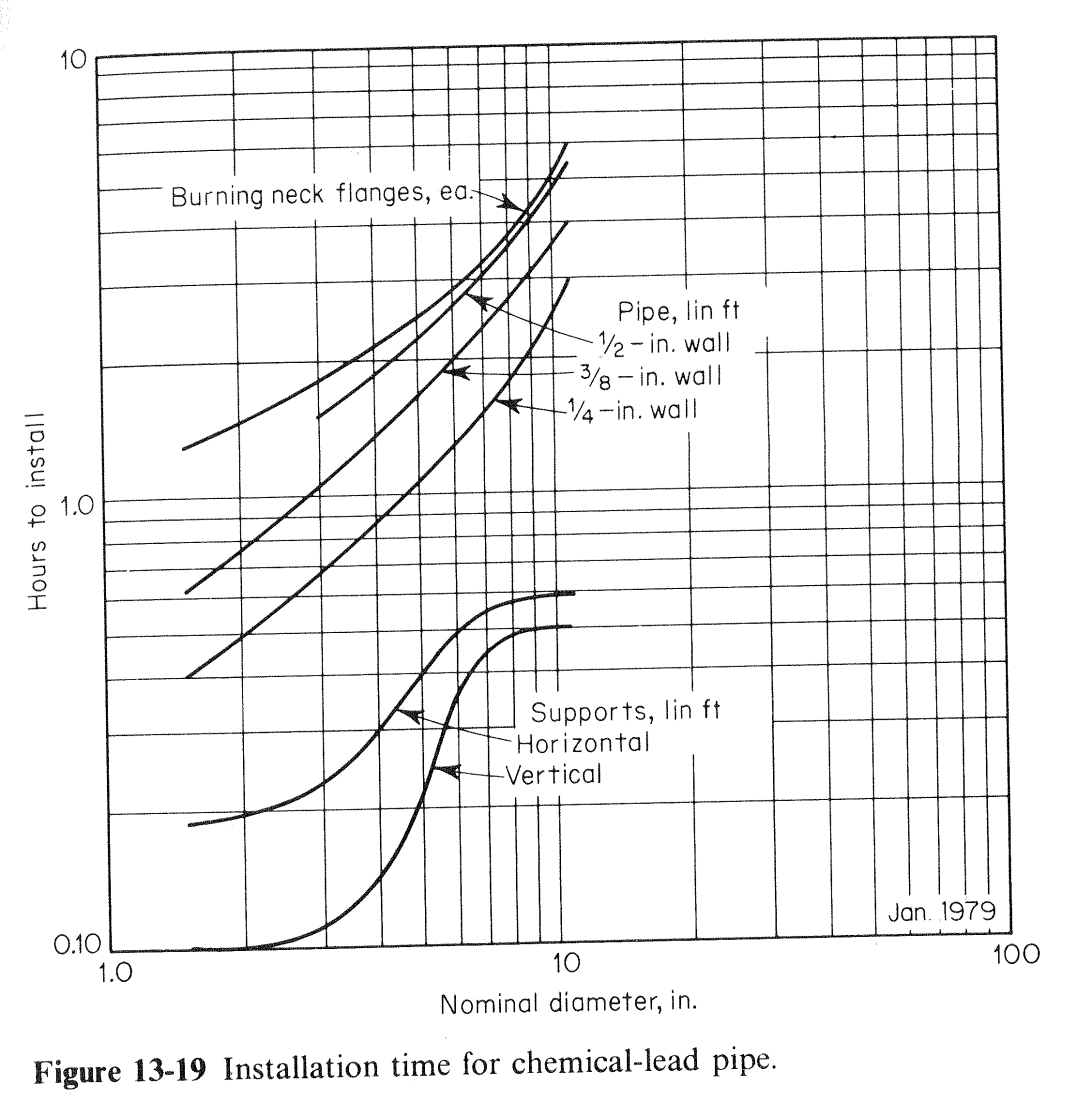 10
Burning neck flanges, ea.
Pipe, lin ft
1/2-in. wall
3/8-in. wall
1/4-in. wall
Hours to install
1.0
Supports, lin ft
Horizontal
Vertical
Jan. 1979
0.10
1.0
10
100
Nominal diameter, in.
Figure 13-19 Installation time for chemical-lead pipe.